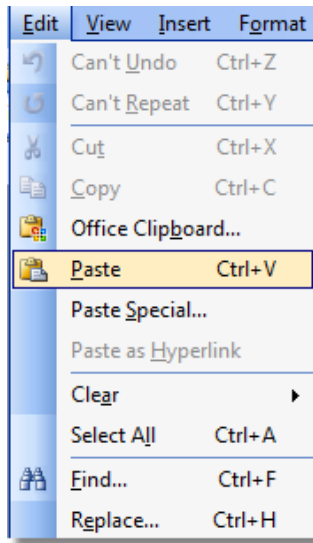 Edit View Insert Format
Can't Undo Ctrl+Z
Can't Repeat Ctrl+Y
Cut Ctrl+X
Copy Ctrl+C
Office Clipboard...
Paste Ctrl+V
Paste Special...
Paste as Hyperlink
Clear
Select All Ctrl+A
Find... Ctrl+F
Replace... Ctrl+H